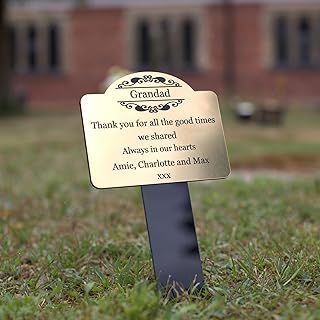 Grandad
Thank you for all the good times
we shared
Always in our hearts
Amie, Charlotte and Max
xxx